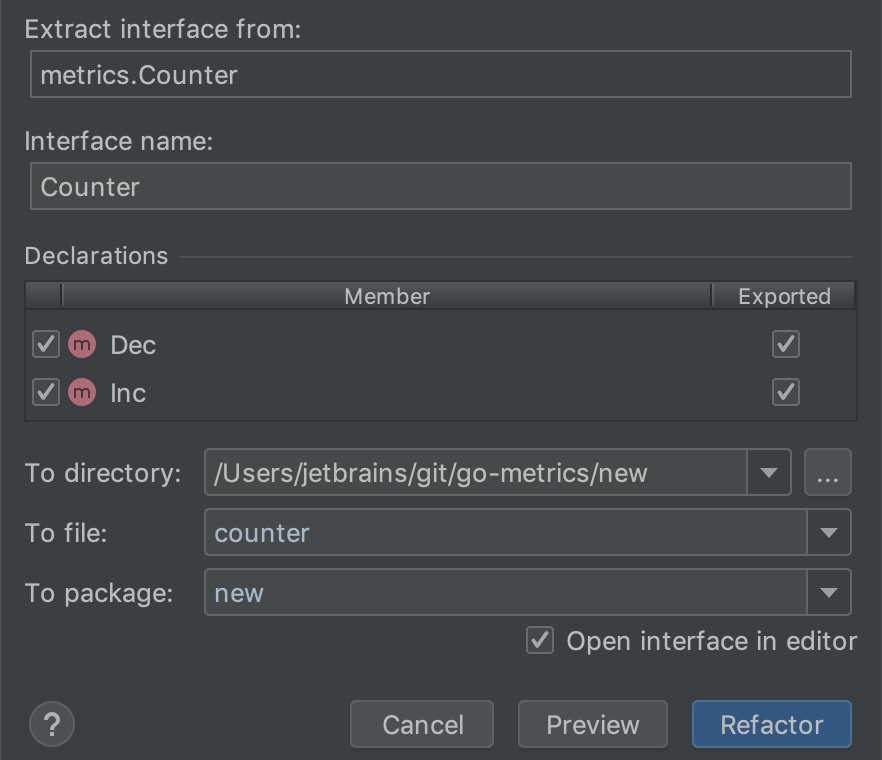 Extract interface from:
metrics.Counter
Interface name:
Counter
Declarations
Member Exported
m Dec
m Inc
To directory: /Users/jetbrains/git/go-metrics/new ...
To file: counter
To package: new
Open interface in editor
? Cancel Preview Refactor